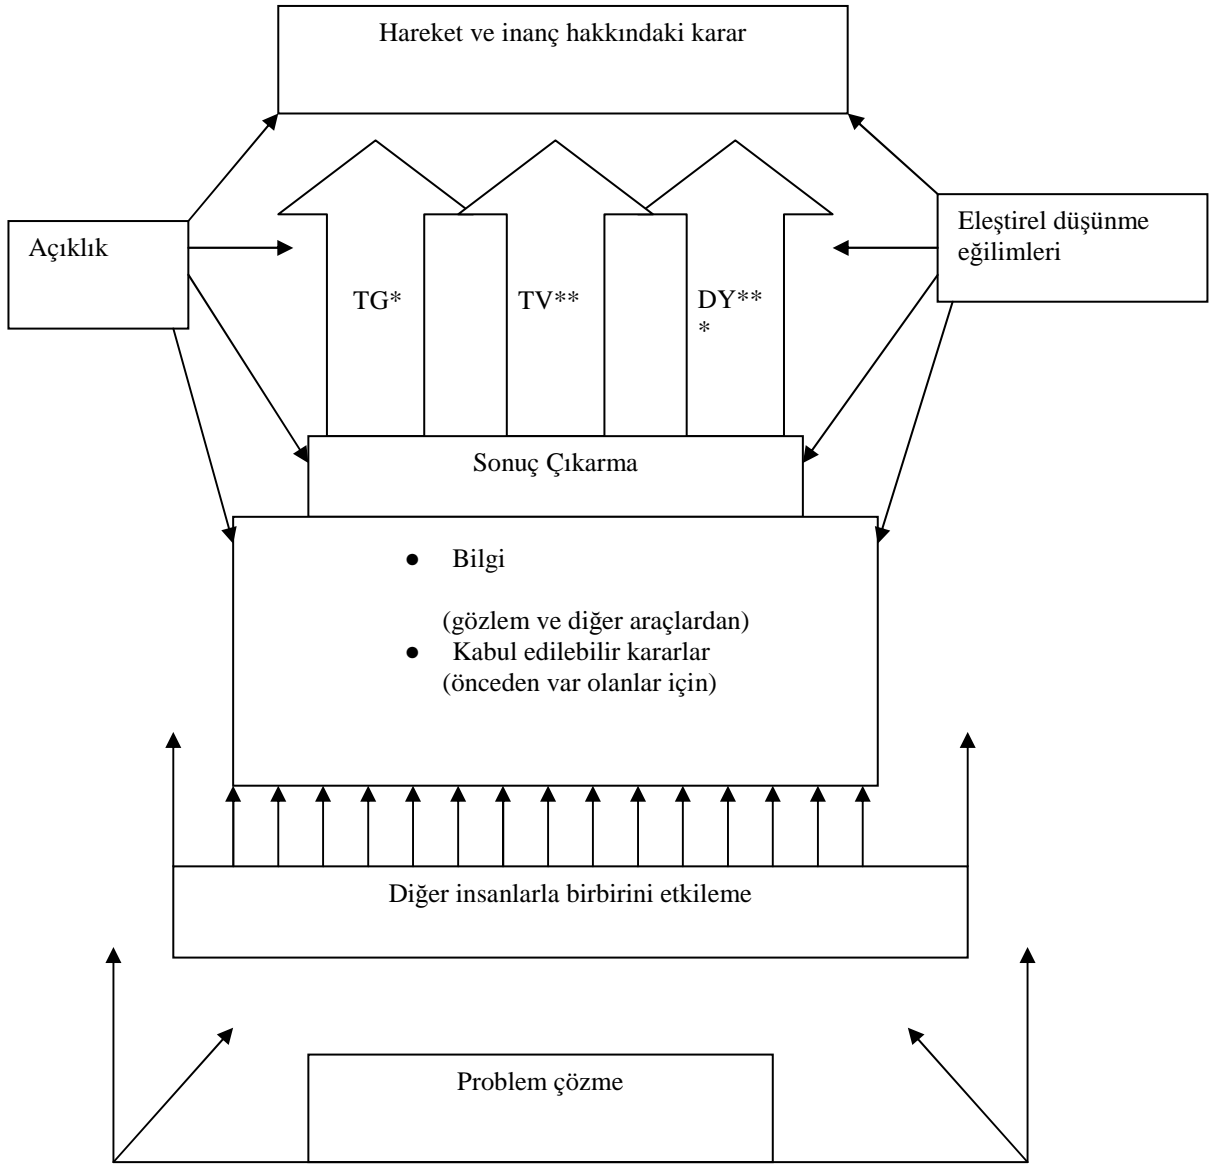 Hareket ve inanç hakkındaki karar
Açıklık
Eleştirel düşünme
eğilimleri
TG*
TV**
DY**
*
Sonuç Çıkarma
● Bilgi
(gözlem ve diğer araçlardan)
● Kabul edilebilir kararlar
(önceden var olanlar için)
Diğer insanlarla birbirini etkileme
Problem çözme